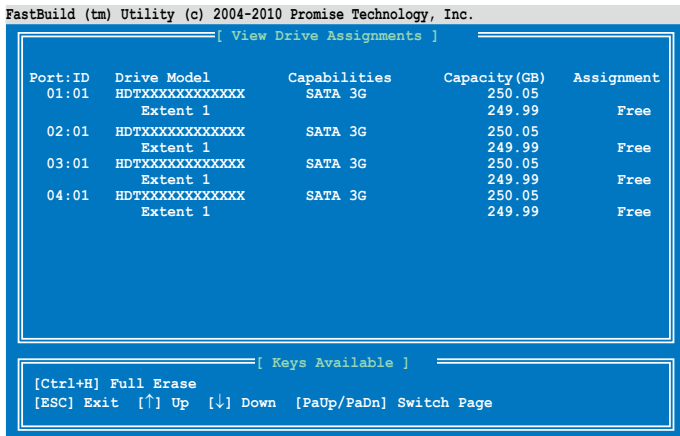 FastBuild (tm) Utility (c) 2004-2010 Promise Technology, Inc.
[ View Drive Assignments ]
Port:ID Drive Model Capabilities Capacity(GB) Assignment
01:01 HDTXXXXXXXXXXXX SATA 3G 250.05
Extent 1 249.99 Free
02:01 HDTXXXXXXXXXXXX SATA 3G 250.05
Extent 1 249.99 Free
03:01 HDTXXXXXXXXXXXX SATA 3G 250.05
Extent 1 249.99 Free
04:01 HDTXXXXXXXXXXXX SATA 3G 250.05
Extent 1 249.99 Free
[ Keys Available ]
[Ctrl+H] Full Erase
[ESC] Exit [↑] Up [↓] Down [PaUp/PaDn] Switch Page